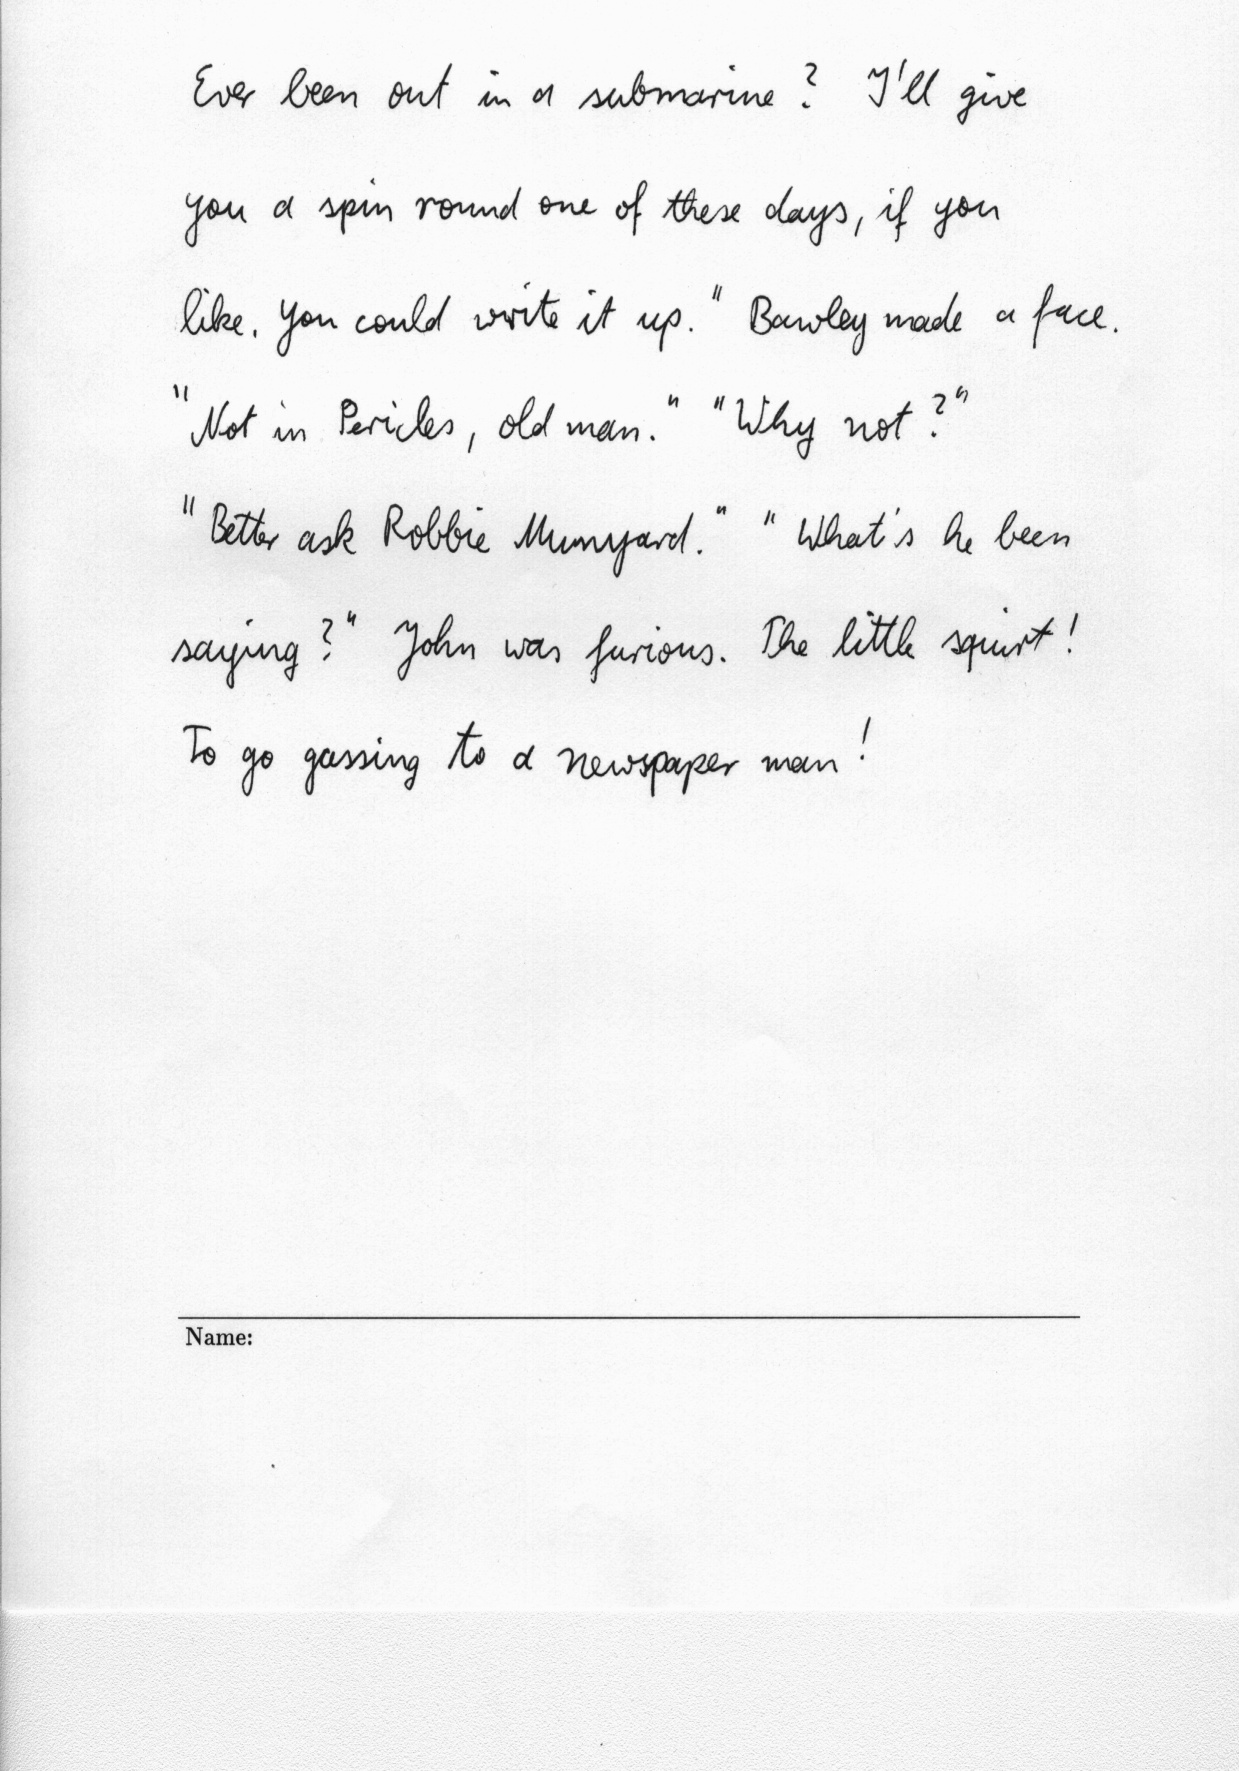 Ever been out in a submarine? I'll give
you a spin round one of these days, if you
like. You could write it up." Bawley made a face.
"Not in Pericles, old man." "Why not?"
"Better ask Robbie Munyard." "What's he been
saying?" John was furious. The little squirt!
To go gassing to a newspaper man!
Name: